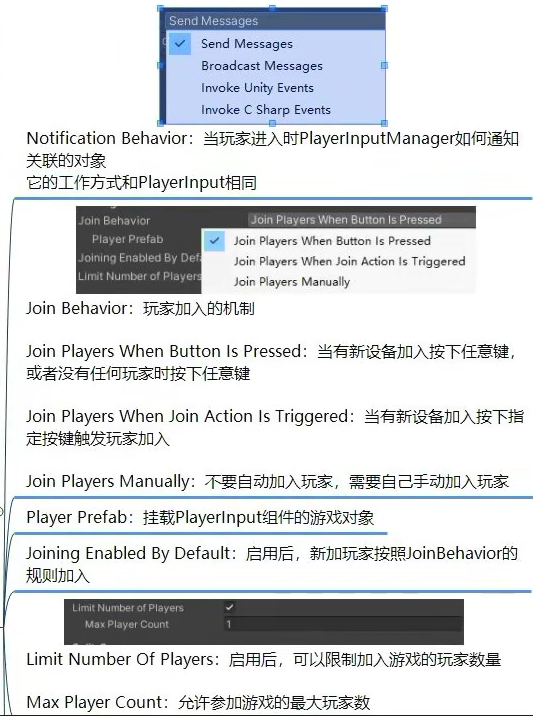 Send Messages
Send Messages
Broadcast Messages
Invoke Unity Events
Invoke C Sharp Events
Notification Behavior：当玩家进入时PlayerInputManager如何通知
关联的对象
它的工作方式和PlayerInput相同
Join Behavior
Join Players When Button Is Pressed
Player Prefab
Join Players When Button Is Pressed
Joining Enabled By Defa
Join Players When Join Action Is Triggered
Limit Number of Players
Join Players Manually
Join Behavior：玩家加入的机制
Join Players When Button Is Pressed：当有新设备加入按下任意键，
或者没有任何玩家时按下任意键
Join Players When Join Action Is Triggered：当有新设备加入按下指
定按键触发玩家加入
Join Players Manually：不要自动加入玩家，需要自己手动加入玩家
Player Prefab：挂载PlayerInput组件的游戏对象
Joining Enabled By Default：启用后，新加玩家按照JoinBehavior的
规则加入
Limit Number of Players
Max Player Count 1
Limit Number Of Players：启用后，可以限制加入游戏的玩家数量
Max Player Count：允许参加游戏的最大玩家数